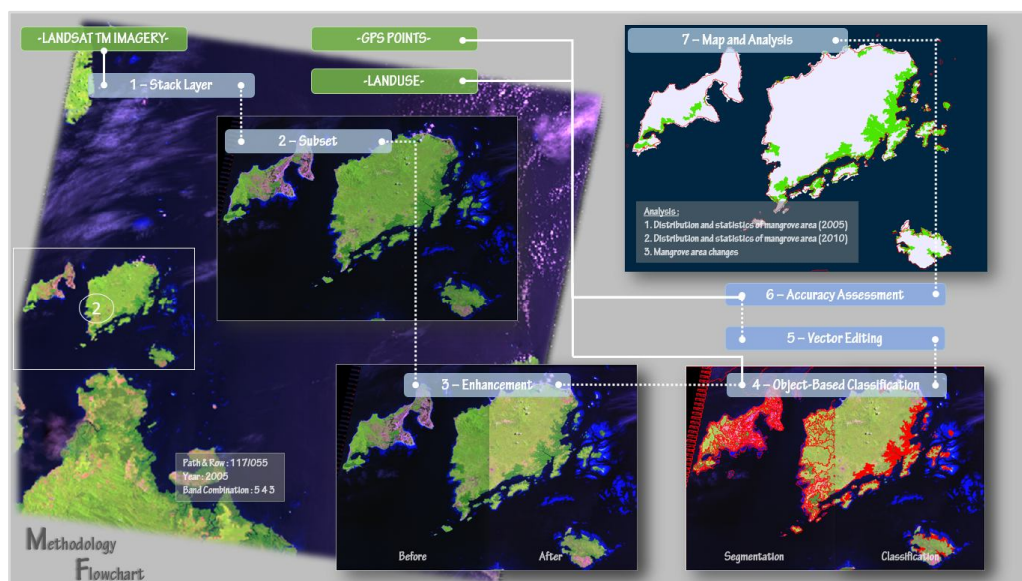 -LANDSAT TM IMAGERY-
-GPS POINTS-
-LANDUSE-
1 – Stack Layer
2 – Subset
7 – Map and Analysis
Analysis :
1. Distribution and statistics of mangrove area (2005)
2. Distribution and statistics of mangrove area (2010)
3. Mangrove area changes
2
6 – Accuracy Assessment
5 – Vector Editing
3 – Enhancement
4 – Object-Based Classification
Path & Row : 117/055
Year : 2005
Band Combination : 5 4 3
Before
After
Segmentation
Classification
Methodology
Flowchart